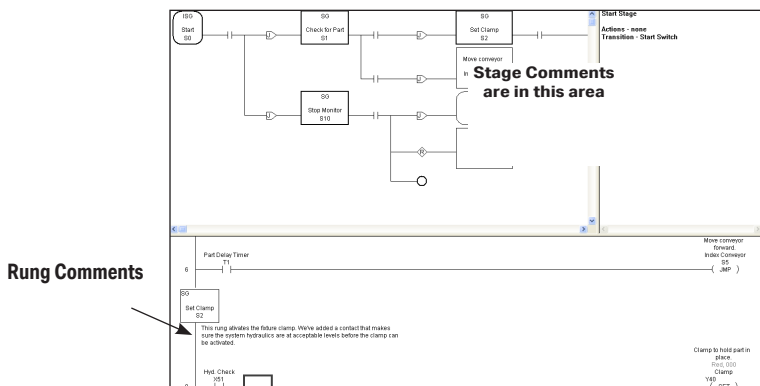 ISG
Start
S0
SG
Check for Part
S1
SG
Set Clamp
S2
J
J
J
J
J
R
SG
Stop Monitor
S10
Move conveyor
In
Stage Comments
are in this area
Start Stage
Actions - none
Transition - Start Switch
Rung Comments
Part Delay Timer
T1
6
Move conveyor
forward.
Index Conveyor
S5
( JMP )
SG
Set Clamp
S2
This rung ativates the fixture clamp. We've added a contact that makes
sure the system hydraulics are at acceptable levels before the clamp can
be activated.
Hyd. Check
X51
Clamp to hold part in
place.
Red, 000
Clamp
Y40